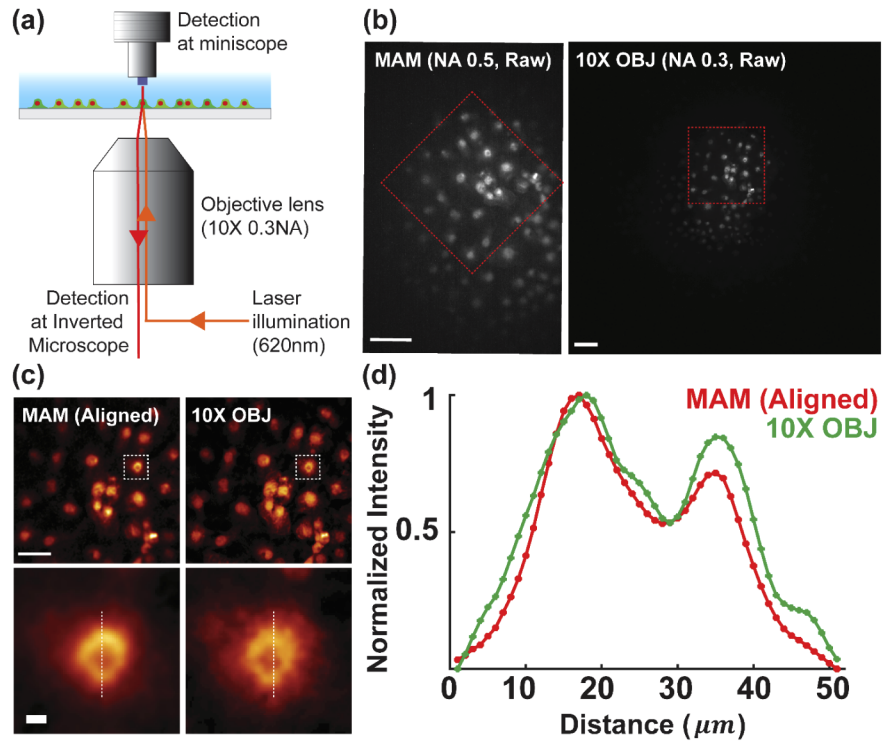 (a)
Detection
at miniscope
Objective lens
(10X 0.3NA)
Detection
at Inverted
Microscope
Laser
illumination
(620nm)
(b)
MAM (NA 0.5, Raw)
10X OBJ (NA 0.3, Raw)
(c)
MAM (Aligned)
10X OBJ
(d)
MAM (Aligned)
10X OBJ
Normalized Intensity
1
0.5
0
10
20
30
40
50
Distance (μm)